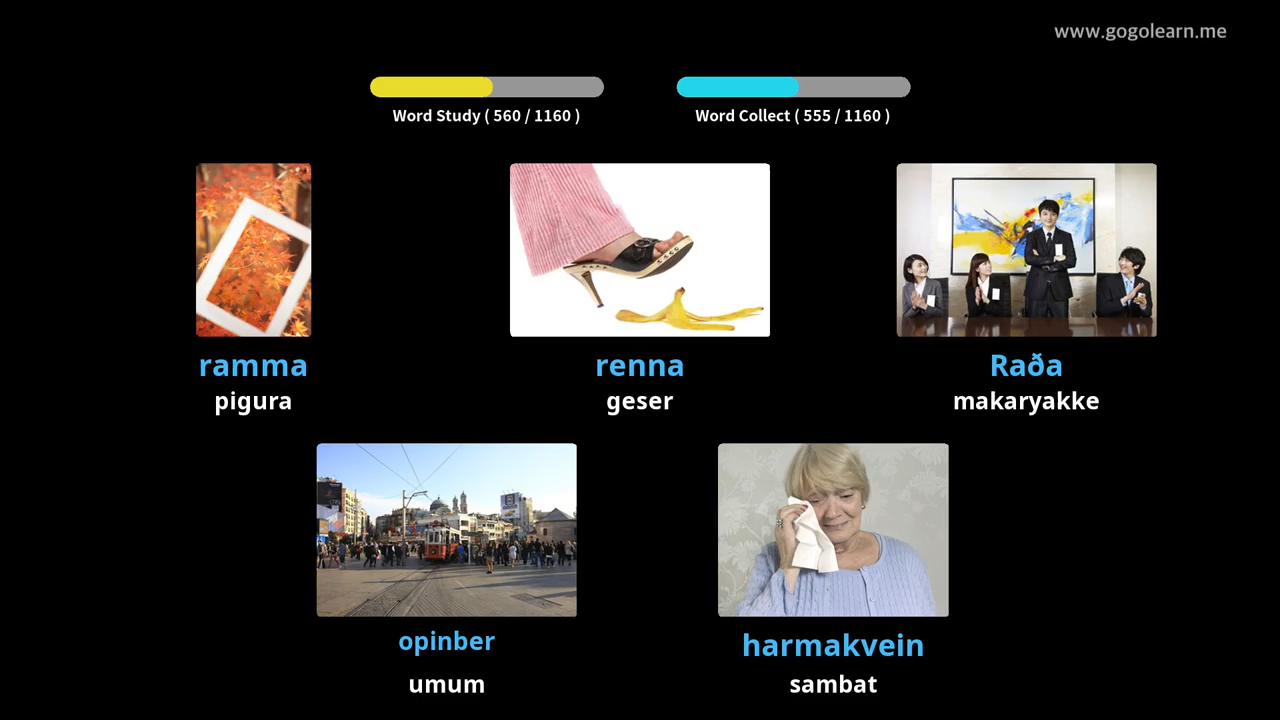 www.gogolearn.me
Word Study ( 560 / 1160 )
Word Collect ( 555 / 1160 )
ramma
pigura
renna
geser
Raða
makaryakke
opinber
umum
harmakvein
sambat